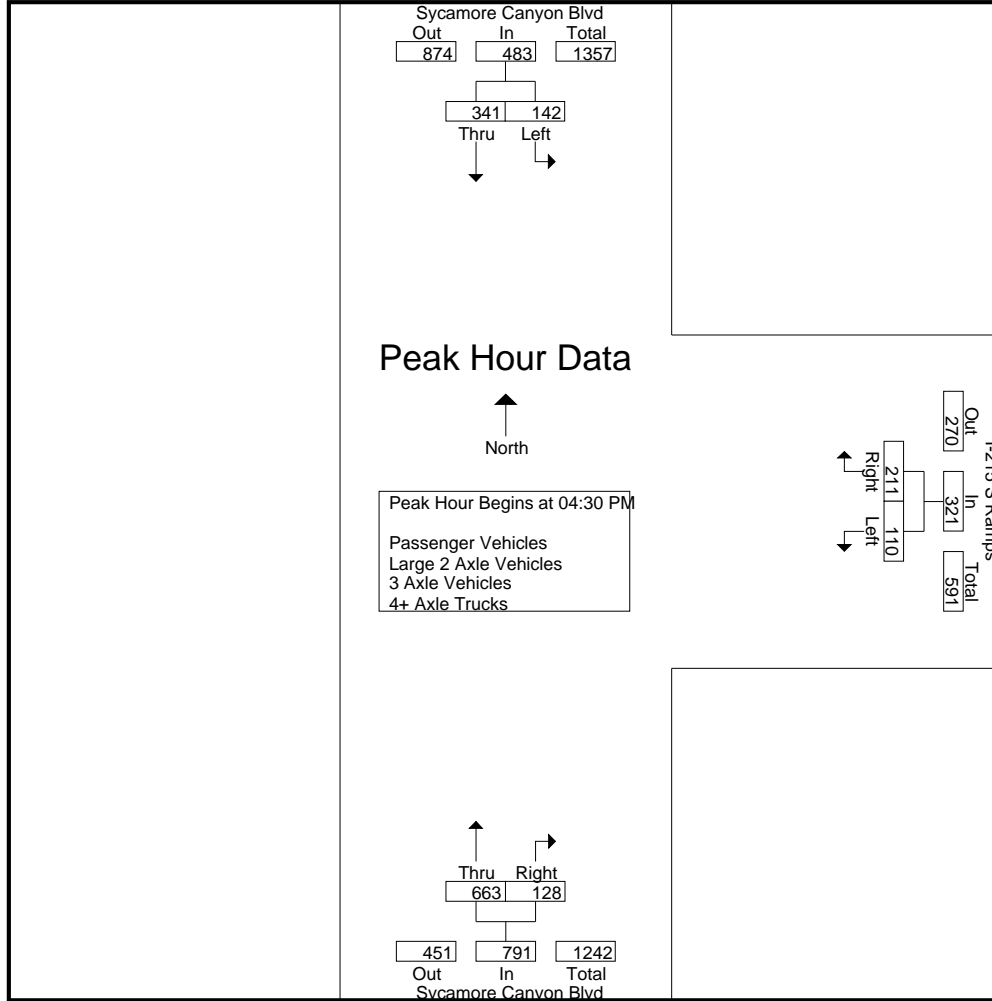 Sycamore Canyon Blvd
Out In Total
874 483 1357
341 142
Thru Left
Peak Hour Data
North
Peak Hour Begins at 04:30 PM
Passenger Vehicles
Large 2 Axle Vehicles
3 Axle Vehicles
4+ Axle Trucks
I-215 S Ramps
Out In Total
270 321 591
211 110
Right Left
Thru Right
663 128
451 791 1242
Out In Total
Sycamore Canyon Blvd